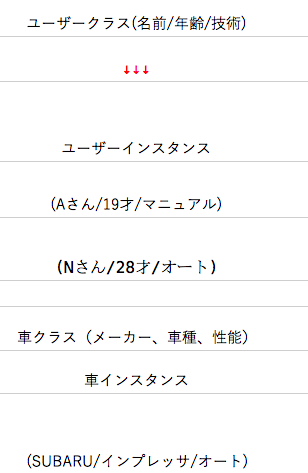 ユーザークラス(名前/年齢/技術)
↓↓↓
ユーザーインスタンス
(Aさん/19才/マニュアル)
(Nさん/28才/オート)
車クラス（メーカー、車種、性能）
車インスタンス
(SUBARU/インプレッサ/オート)